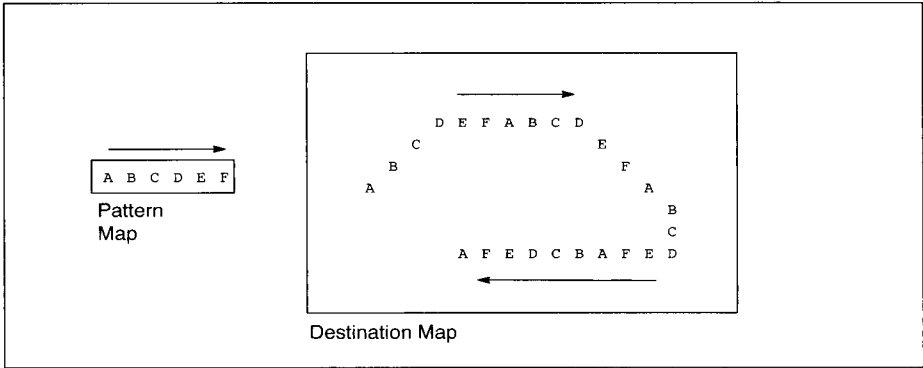 A B C D E F
Pattern
Map
D E F A B C D
C E
B F
A A
B
C
A F E D C B A F E D
Destination Map